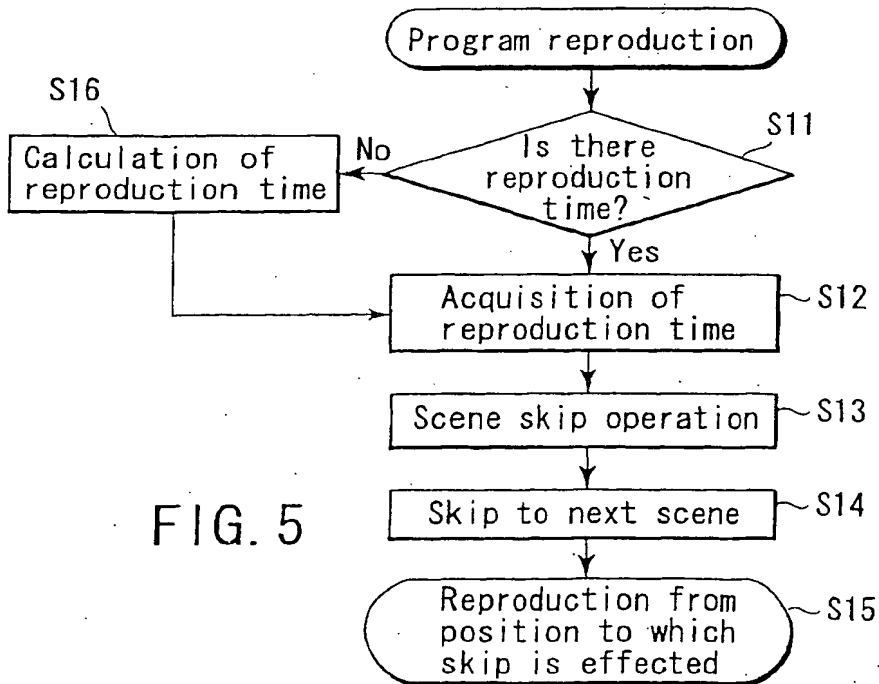 Program reproduction
S16
S11
Calculation of
reproduction time
No
Is there
reproduction
time?
Yes
Acquisition of
reproduction time
S12
Scene skip operation
S13
Skip to next scene
S14
FIG. 5
Reproduction from
position to which
skip is effected
S15